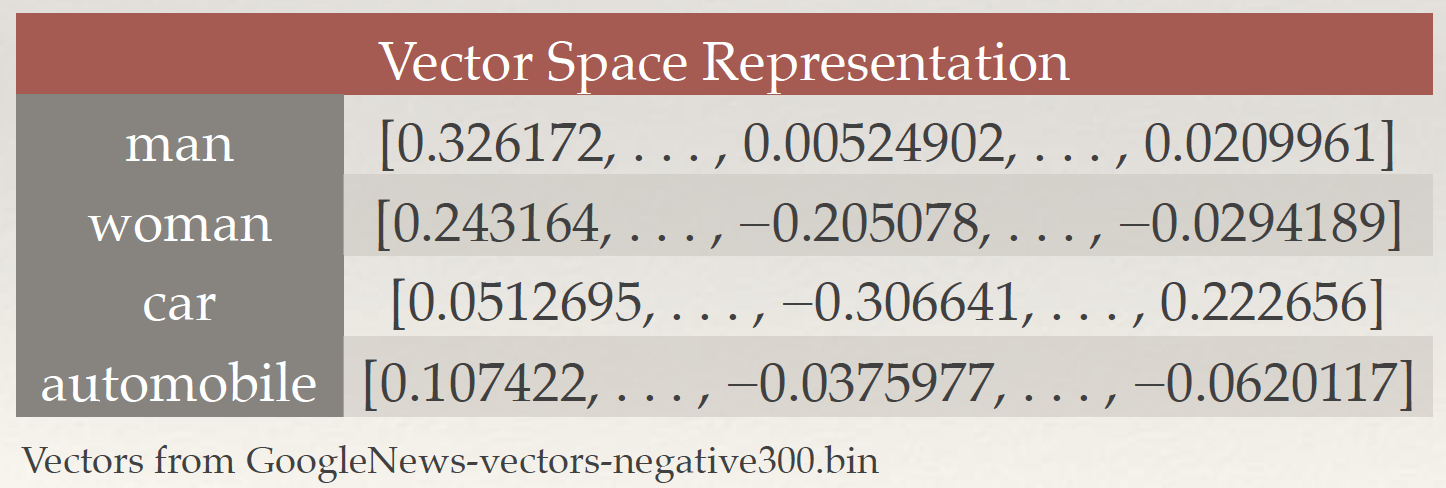 Vector Space Representation
man [0.326172, . . . , 0.00524902, . . . , 0.0209961]
woman [0.243164, . . . , −0.205078, . . . , −0.0294189]
car [0.0512695, . . . , −0.306641, . . . , 0.222656]
automobile [0.107422, . . . , −0.0375977, . . . , −0.0620117]
Vectors from GoogleNews-vectors-negative300.bin